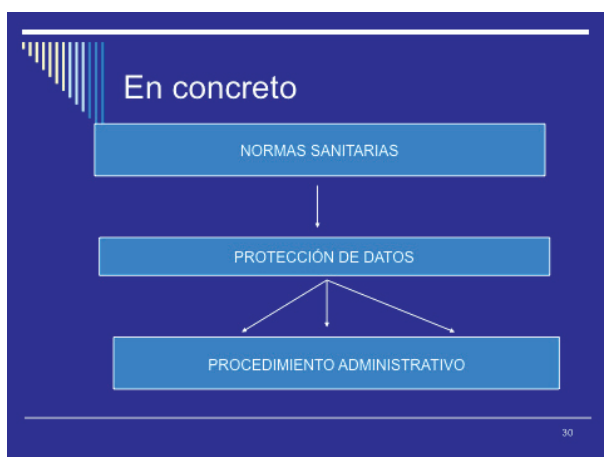 En concreto
NORMAS SANITARIAS
PROTECCIÓN DE DATOS
PROCEDIMIENTO ADMINISTRATIVO
30